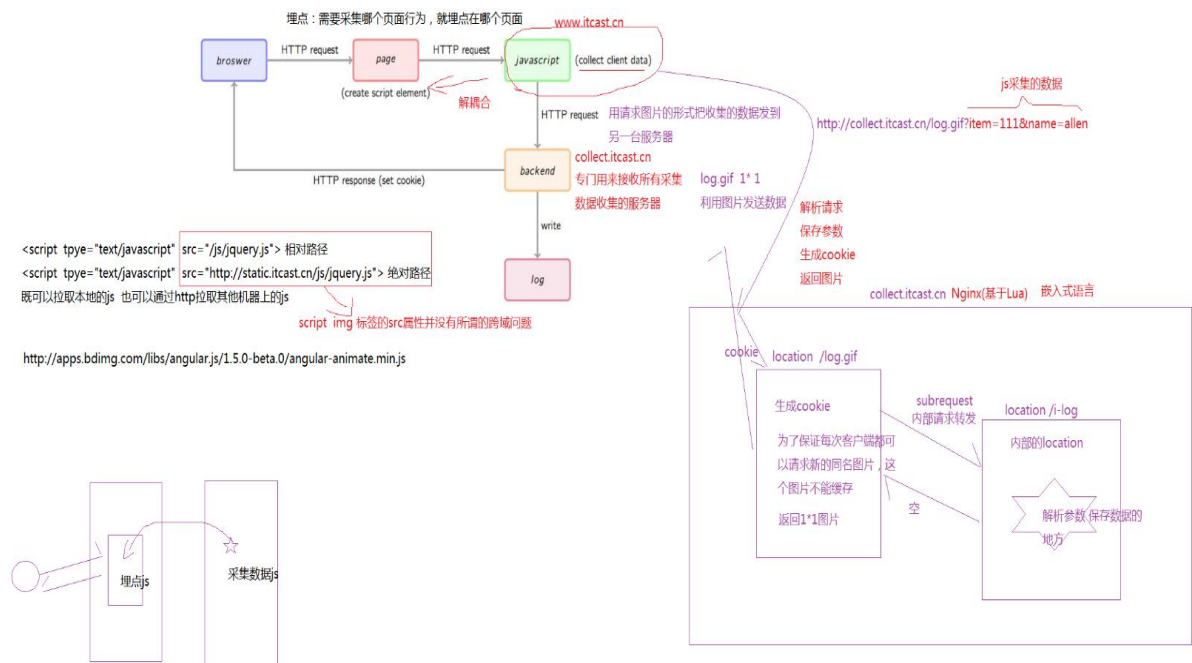 埋点：需要采集哪个页面行为，就埋点在哪个页面
www.itcast.cn
broswer
HTTP request
page
HTTP request
javascript
(collect client data)
(create script element)
解耦合
js采集的数据
HTTP request
用请求图片的形式把收集的数据发到
另一台服务器
http://collect.itcast.cn/log.gif?item=111&name=allen
backend
collect.itcast.cn
专门用来接收所有采集
数据收集的服务器
log.gif 1* 1
利用图片发送数据
HTTP response (set cookie)
解析请求
保存参数
生成cookie
返回图片
write
log
<script tpye="text/javascript" src="/js/jquery.js"> 相对路径
<script tpye="text/javascript" src="http://static.itcast.cn/js/jquery.js"> 绝对路径
既可以拉取本地的js 也可以通过http拉取其他机器上的js
script img 标签的src属性并没有所谓的跨域问题
http://apps.bdimg.com/libs/angular.js/1.5.0-beta.0/angular-animate.min.js
collect.itcast.cn Nginx(基于Lua) 嵌入式语言
cookie
location /log.gif
生成cookie
为了保证每次客户端都可
以请求新的同名图片，这
个图片不能缓存
返回1*1图片
subrequest
内部请求转发
空
location /i-log
内部的location
解析参数 保存数据的
地方
埋点js
采集数据js